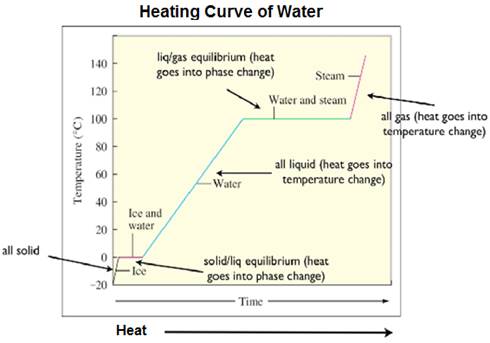 Heating Curve of Water
liq/gas equilibrium (heat
goes into phase change)
140
Steam
120
Water and steam
all gas (heat goes into
temperature change)
100
Temperature (°C)
80
all liquid (heat goes into
temperature change)
60
Water
40
Ice and
water
20
all solid
0
solid/liq equilibrium (heat
goes into phase change)
Ice
-20
Time
Heat